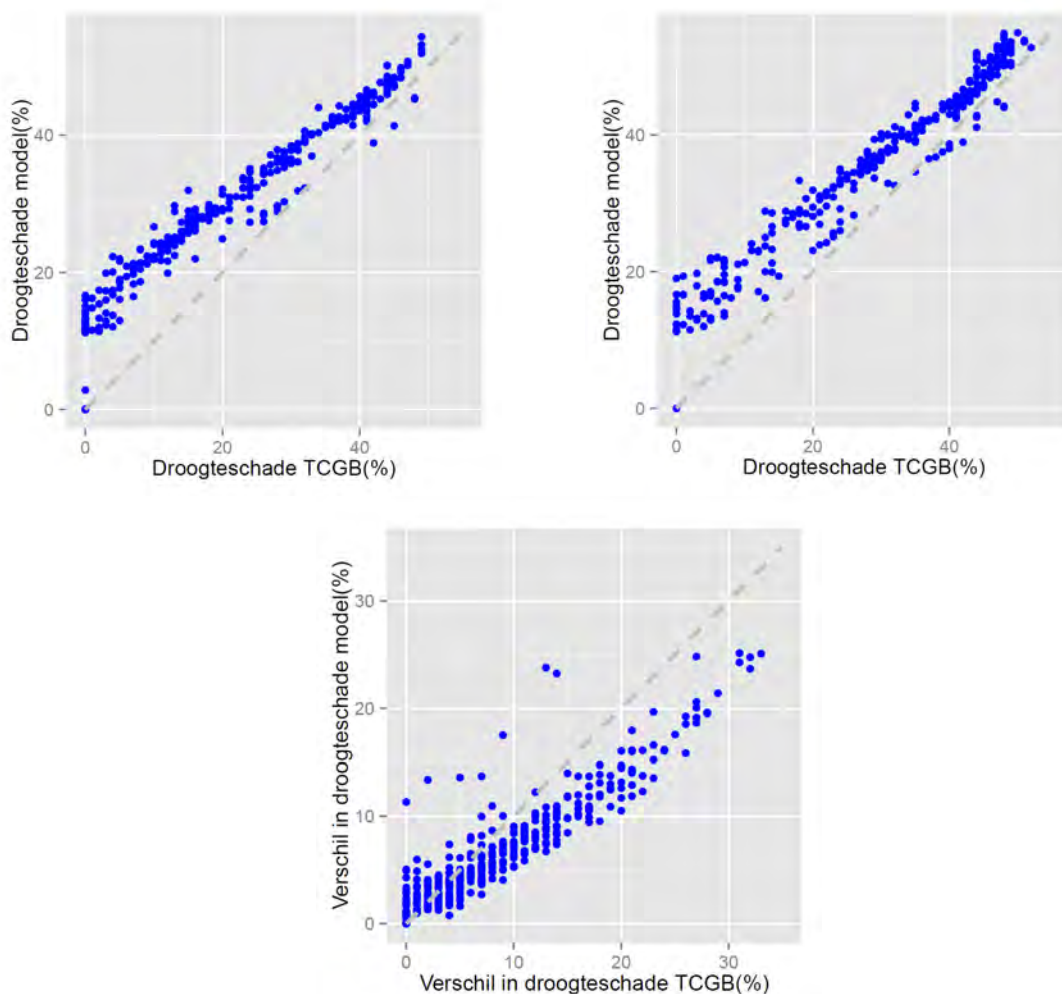 Droogteschade model(%)
40
20
0
0 20 40
Droogteschade TCGB(%)
Droogteschade model(%)
40
20
0
0 20 40
Droogteschade TCGB(%)
Verschil in droogteschade model(%)
30
20
10
0
0 10 20 30
Verschil in droogteschade TCGB(%)